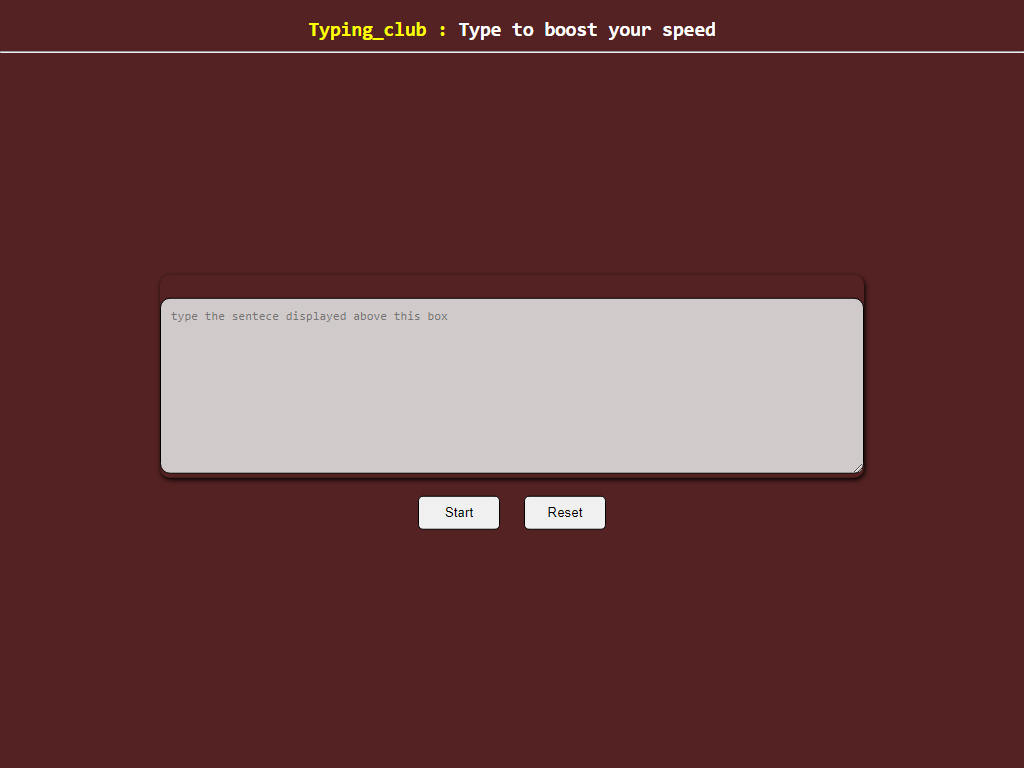 Typing_club : Type to boost your speed
type the sentece displayed above this box
Start
Reset